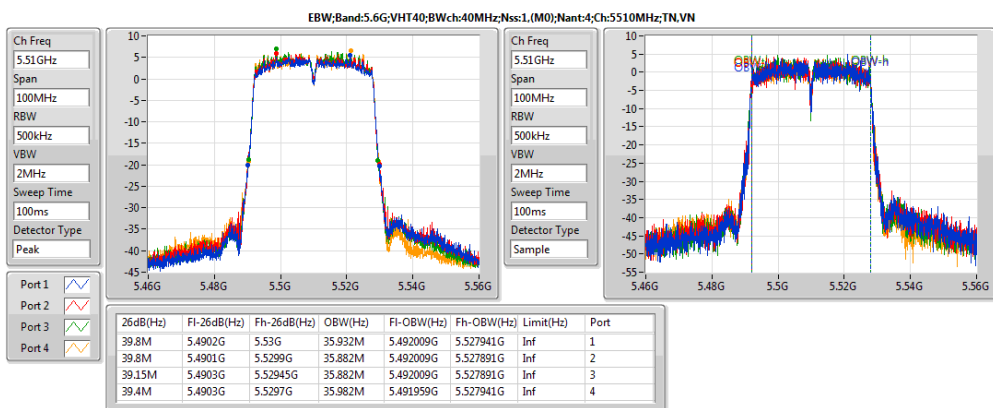 EBW;Band:5.6G;VHT40;BWch:40MHz;Nss:1,(M0);Nant:4;Ch:5510MHz;TN,VN
Ch Freq
5.51GHz
Span
100MHz
RBW
500kHz
VBW
2MHz
Sweep Time
100ms
Detector Type
Peak
10
5
0
-5
-10
-15
-20
-25
-30
-35
-40
-45
5.46G
5.48G
5.5G
5.52G
5.54G
5.56G
Ch Freq
5.51GHz
Span
100MHz
RBW
500kHz
VBW
2MHz
Sweep Time
100ms
Detector Type
Sample
10
5
0
-5
-10
-15
-20
-25
-30
-35
-40
-45
-50
-55
OBW-h
5.46G
5.48G
5.5G
5.52G
5.54G
5.56G
Port 1
Port 2
Port 3
Port 4
26dB(Hz) Fl-26dB(Hz) Fh-26dB(Hz) OBW(Hz) Fl-OBW(Hz) Fh-OBW(Hz) Limit(Hz) Port
39.8M 5.4902G 5.53G 35.932M 5.492009G 5.527941G Inf 1
39.8M 5.4901G 5.5299G 35.882M 5.492009G 5.527891G Inf 2
39.15M 5.4903G 5.52945G 35.882M 5.492009G 5.527891G Inf 3
39.4M 5.4903G 5.5297G 35.982M 5.491959G 5.527941G Inf 4